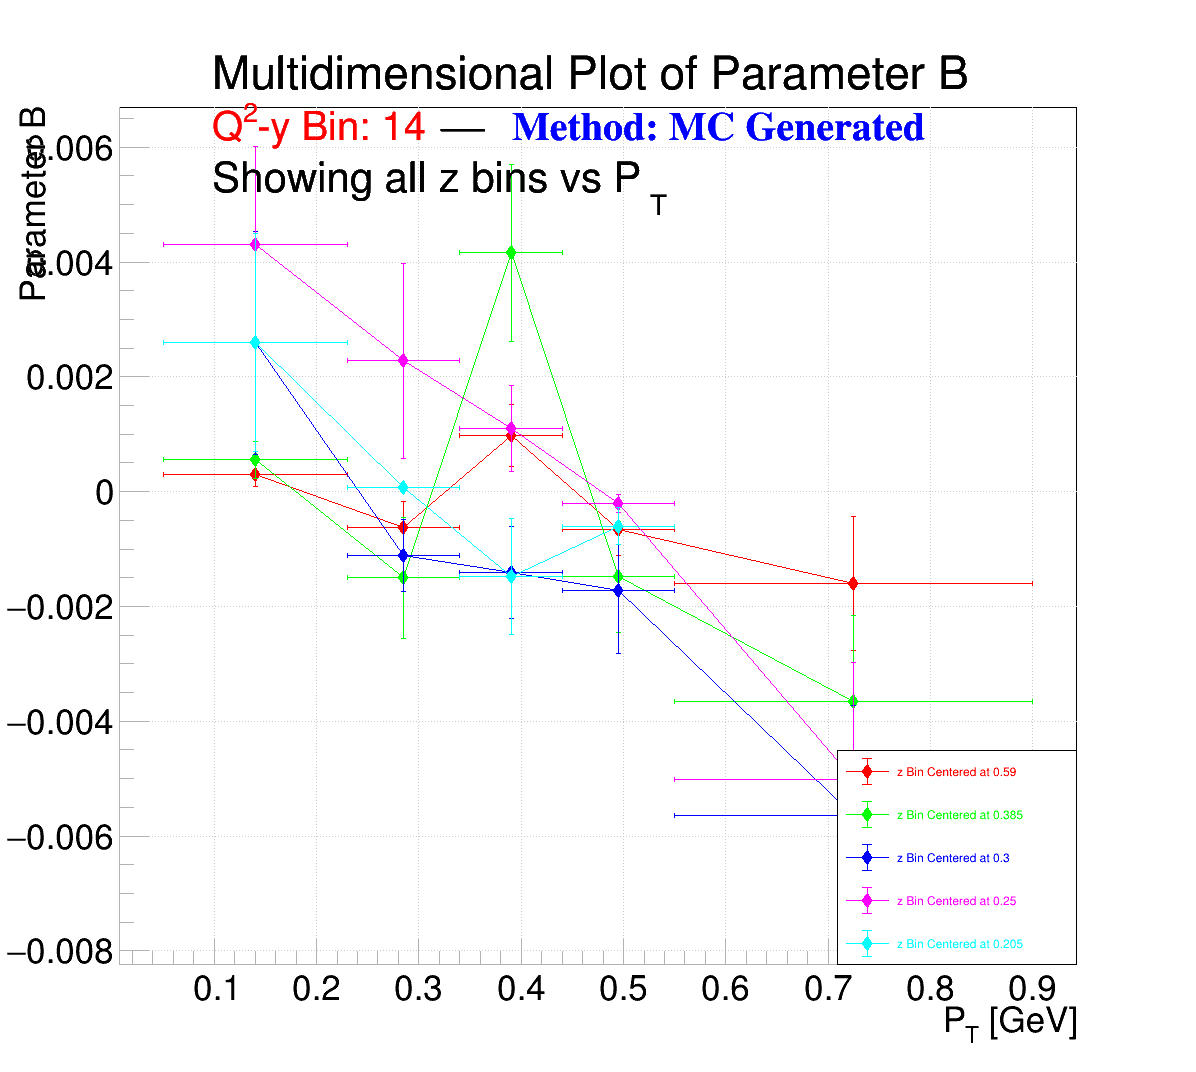 Multidimensional Plot of Parameter B
Q²-y Bin: 14 — Method: MC Generated
Showing all z bins vs P_T
Parameter B
0.006
0.004
0.002
0
−0.002
−0.004
−0.006
−0.008
z Bin Centered at 0.59
z Bin Centered at 0.385
z Bin Centered at 0.3
z Bin Centered at 0.25
z Bin Centered at 0.205
0.1 0.2 0.3 0.4 0.5 0.6 0.7 0.8 0.9
P_T [GeV]